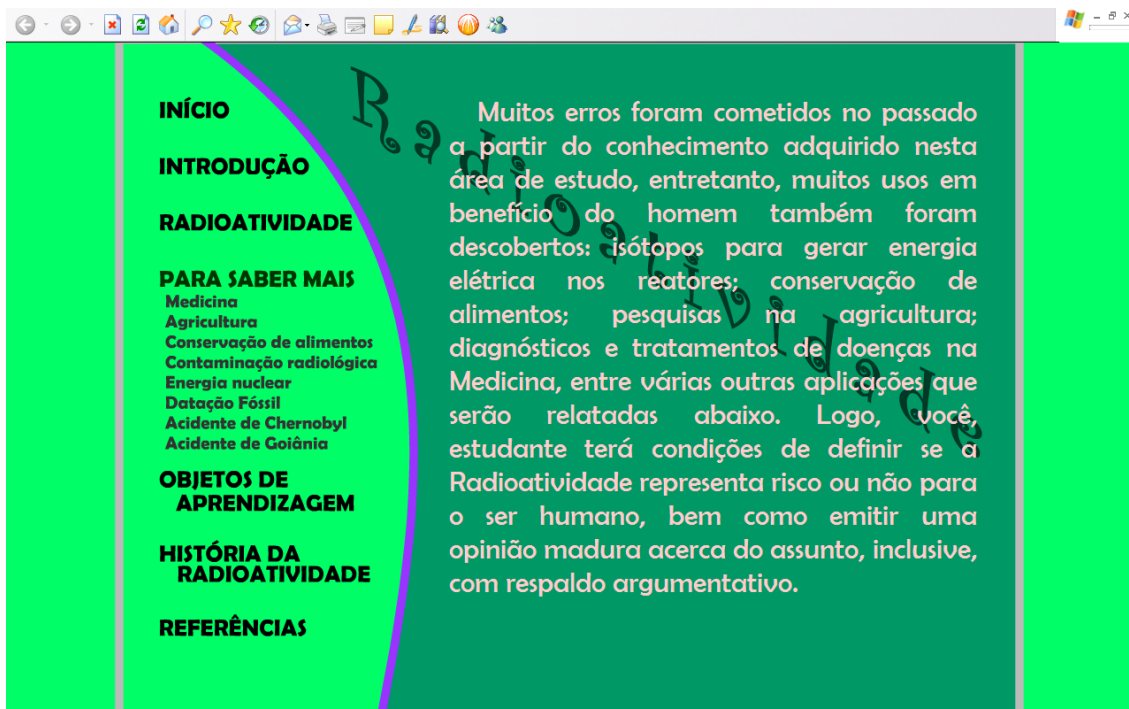 INÍCIO
INTRODUÇÃO
RADIOATIVIDADE
PARA SABER MAIS
Medicina
Agricultura
Conservação de alimentos
Contaminação radiológica
Energia nuclear
Datação Fóssil
Acidente de Chernobyl
Acidente de Goiânia
OBJETOS DE
APRENDIZAGEM
HISTÓRIA DA
RADIOATIVIDADE
REFERÊNCIAS
Radioatividade
Muitos erros foram cometidos no passado
a partir do conhecimento adquirido nesta
área de estudo, entretanto, muitos usos em
benefício do homem também foram
descobertos: isótopos para gerar energia
elétrica nos reatores; conservação de
alimentos; pesquisas na agricultura;
diagnósticos e tratamentos de doenças na
Medicina, entre várias outras aplicações que
serão relatadas abaixo. Logo, você,
estudante terá condições de definir se a
Radioatividade representa risco ou não para
o ser humano, bem como emitir uma
opinião madura acerca do assunto, inclusive,
com respaldo argumentativo.